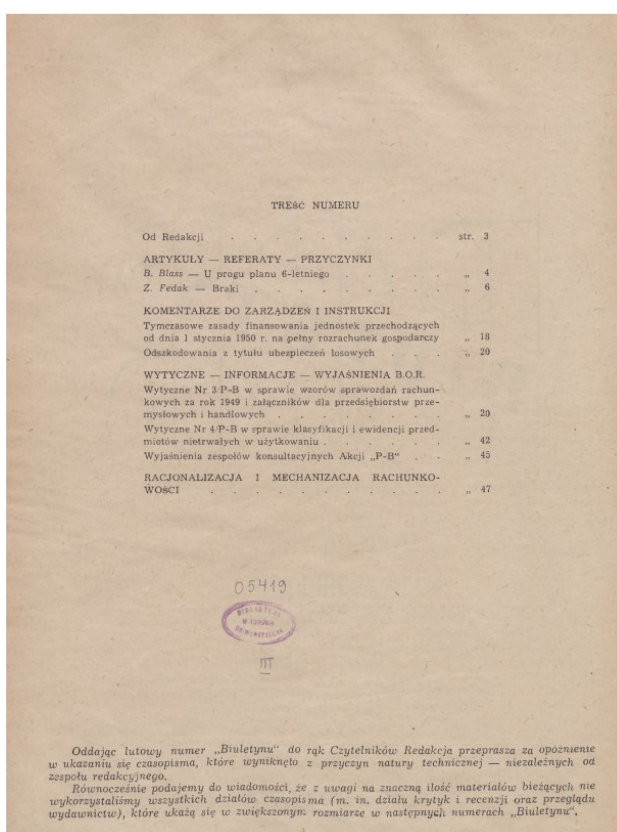 TREŚĆ NUMERU
Od Redakcji . . . . . . . . . . str. 3
ARTYKUŁY — REFERATY — PRZYCZYNKI
B. Blass — U progu planu 6-letniego . . . . . „ 4
Z. Fedak — Braki . . . . . . . . . „ 6
KOMENTARZE DO ZARZĄDZEŃ I INSTRUKCJI
Tymczasowe zasady finansowania jednostek przechodzących
od dnia 1 stycznia 1950 r. na pełny rozrachunek gospodarczy „ 18
Odszkodowania z tytułu ubezpieczeń losowych . . . „ 20
WYTYCZNE — INFORMACJE — WYJAŚNIENIA B.O.R.
Wytyczne Nr 3/P-B w sprawie wzorów sprawozdań rachun-
kowych za rok 1949 i załączników dla przedsiębiorstw prze-
mysłowych i handlowych . . . . . . . . „ 20
Wytyczne Nr 4/P-B w sprawie klasyfikacji i ewidencji przed-
miotów nietrwałych w użytkowaniu . . . . . . „ 42
Wyjaśnienia zespołów konsultacyjnych Akcji „P-B“ . . „ 45
RACJONALIZACJA I MECHANIZACJA RACHUNKO-
WOŚCI . . . . . . . . . . . „ 47
05419
W TORUNIU
III
Oddając lutowy numer „Biuletynu“ do rąk Czytelników Redakcja przeprasza za opóźnienie
w ukazaniu się czasopisma, które wyniknęło z przyczyn natury technicznej — niezależnych od
zespołu redakcyjnego.
Równocześnie podajemy do wiadomości, że z uwagi na znaczną ilość materiałów bieżących nie
wykorzystaliśmy wszystkich działów czasopisma (m. in. działu krytyk i recenzji oraz przeglądu
wydawnictw), które ukażą się w zwiększonym rozmiarze w następnych numerach „Biuletynu“.